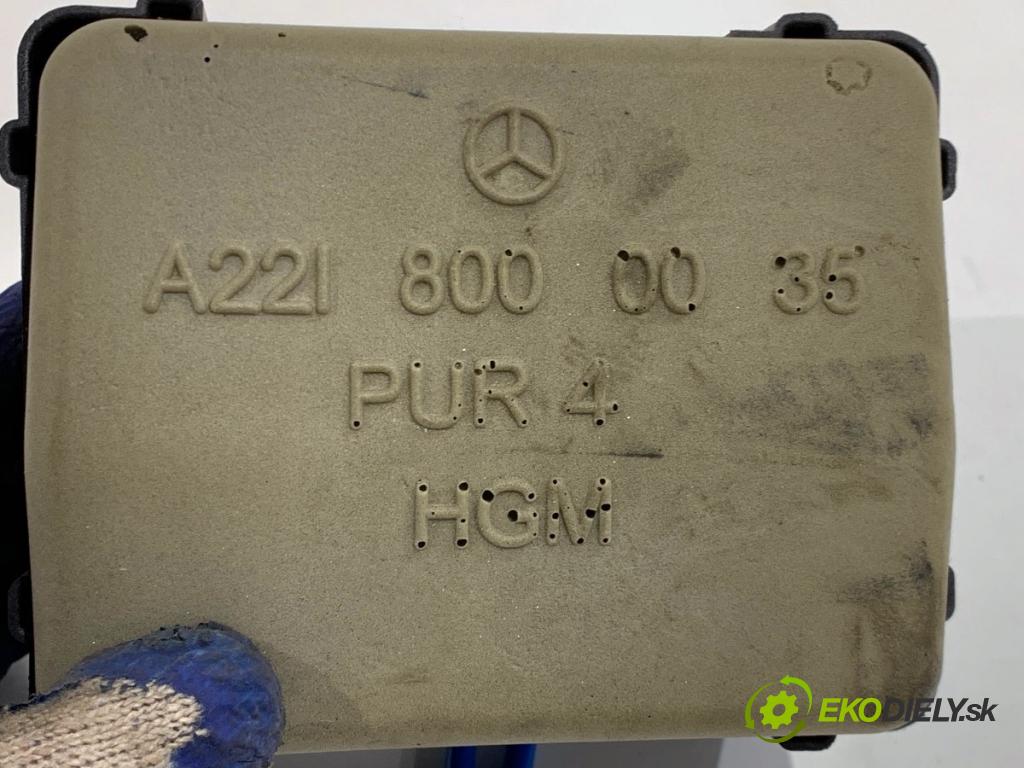 A221 800 00 35
PUR 4
HGM
EKODIELY.sk